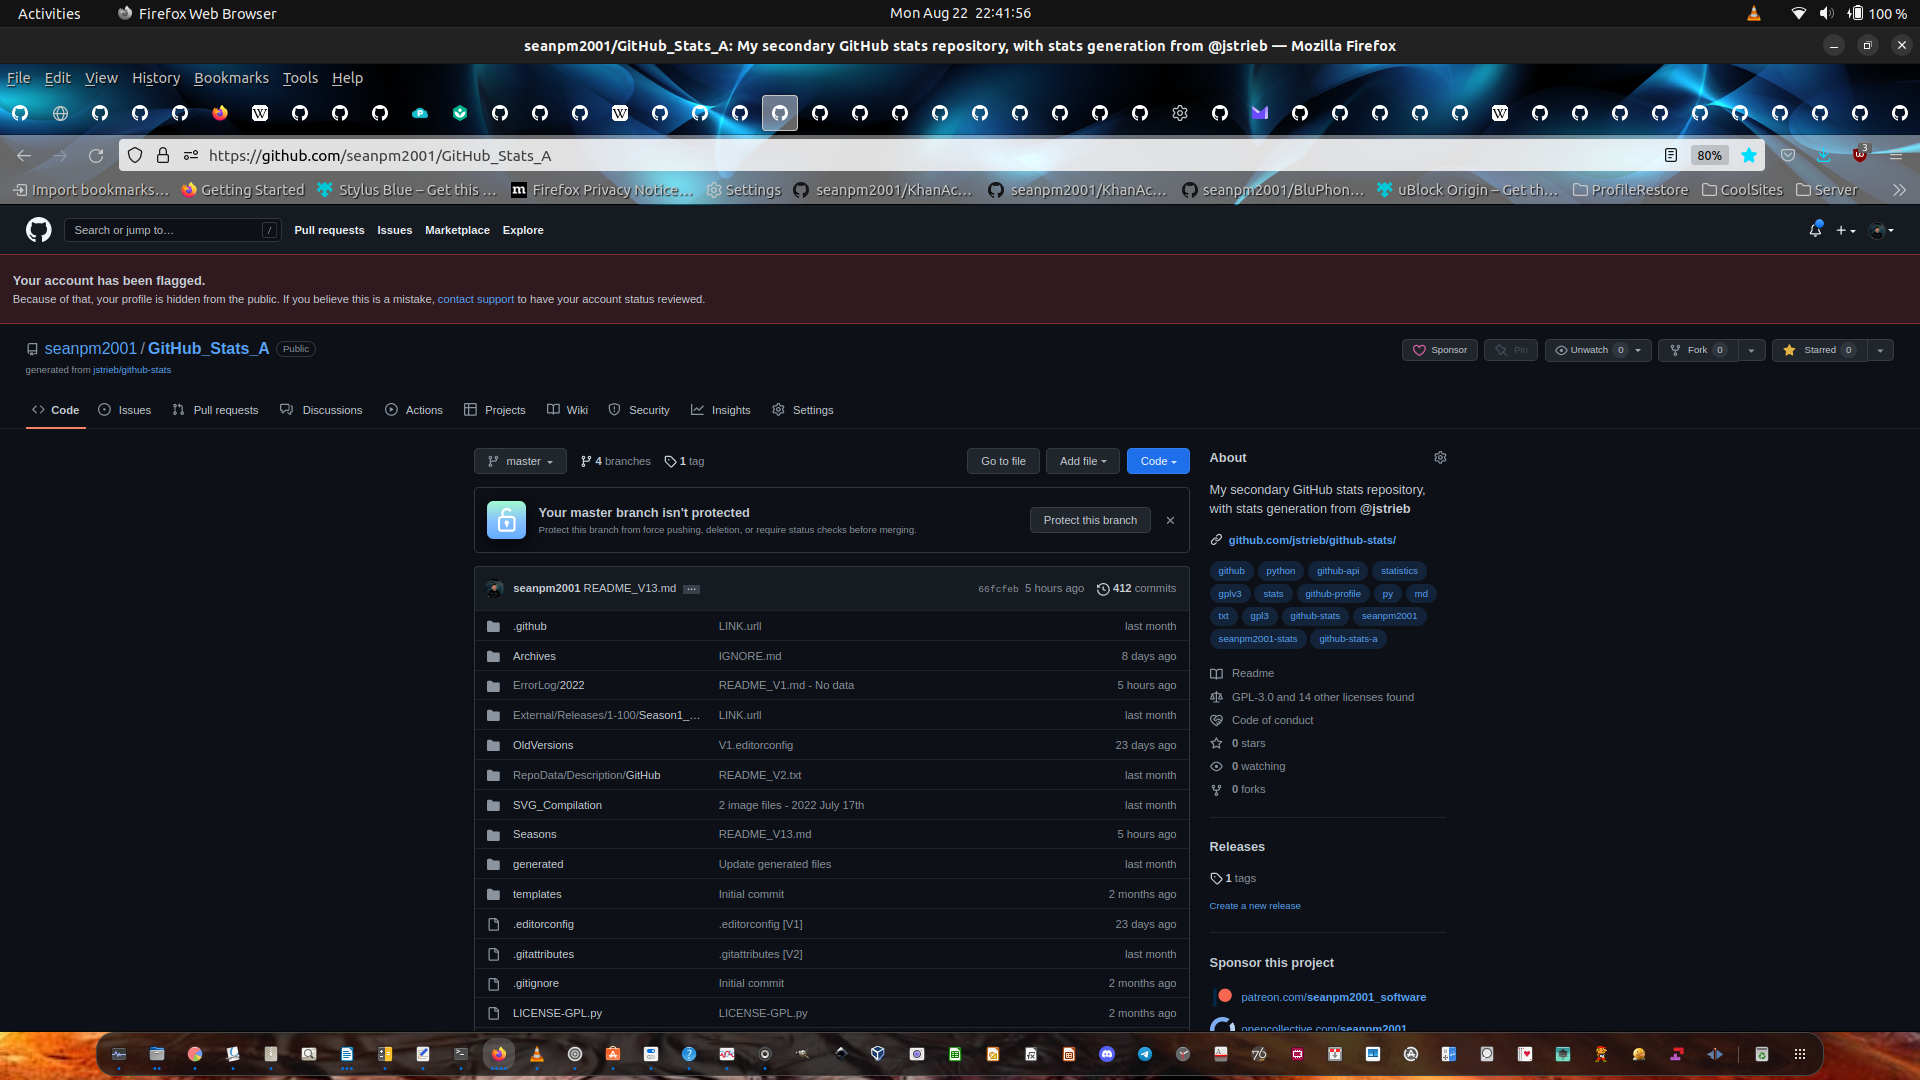 Activities
Firefox Web Browser
Mon Aug 22 22:41:56
100 %
seanpm2001/GitHub_Stats_A: My secondary GitHub stats repository, with stats generation from @jstrieb — Mozilla Firefox
File Edit View History Bookmarks Tools Help
https://github.com/seanpm2001/GitHub_Stats_A
80%
3
Import bookmarks… Getting Started Stylus Blue – Get this … Firefox Privacy Notice… Settings seanpm2001/KhanAc… seanpm2001/KhanAc… seanpm2001/BluPhon… uBlock Origin – Get th… ProfileRestore CoolSites Server
Search or jump to… /
Pull requests Issues Marketplace Explore
Your account has been flagged.
Because of that, your profile is hidden from the public. If you believe this is a mistake, contact support to have your account status reviewed.
seanpm2001 / GitHub_Stats_A Public
generated from jstrieb/github-stats
Sponsor Pin Unwatch 0 Fork 0 Starred 0
Code Issues Pull requests Discussions Actions Projects Wiki Security Insights Settings
master 4 branches 1 tag
Go to file Add file Code
Your master branch isn't protected
Protect this branch from force pushing, deletion, or require status checks before merging.
Protect this branch
seanpm2001 README_V13.md … 66fcfeb 5 hours ago 412 commits
.github LINK.urll last month
Archives IGNORE.md 8 days ago
ErrorLog/2022 README_V1.md - No data 5 hours ago
External/Releases/1-100/Season1_… LINK.urll last month
OldVersions V1.editorconfig 23 days ago
RepoData/Description/GitHub README_V2.txt last month
SVG_Compilation 2 image files - 2022 July 17th last month
Seasons README_V13.md 5 hours ago
generated Update generated files last month
templates Initial commit 2 months ago
.editorconfig .editorconfig [V1] 23 days ago
.gitattributes .gitattributes [V2] last month
.gitignore Initial commit 2 months ago
LICENSE-GPL.py LICENSE-GPL.py 2 months ago
About
My secondary GitHub stats repository,
with stats generation from @jstrieb
github.com/jstrieb/github-stats/
github python github-api statistics
gplv3 stats github-profile py md
txt gpl3 github-stats seanpm2001
seanpm2001-stats github-stats-a
Readme
GPL-3.0 and 14 other licenses found
Code of conduct
0 stars
0 watching
0 forks
Releases
1 tags
Create a new release
Sponsor this project
patreon.com/seanpm2001_software
opencollective.com/seanpm2001